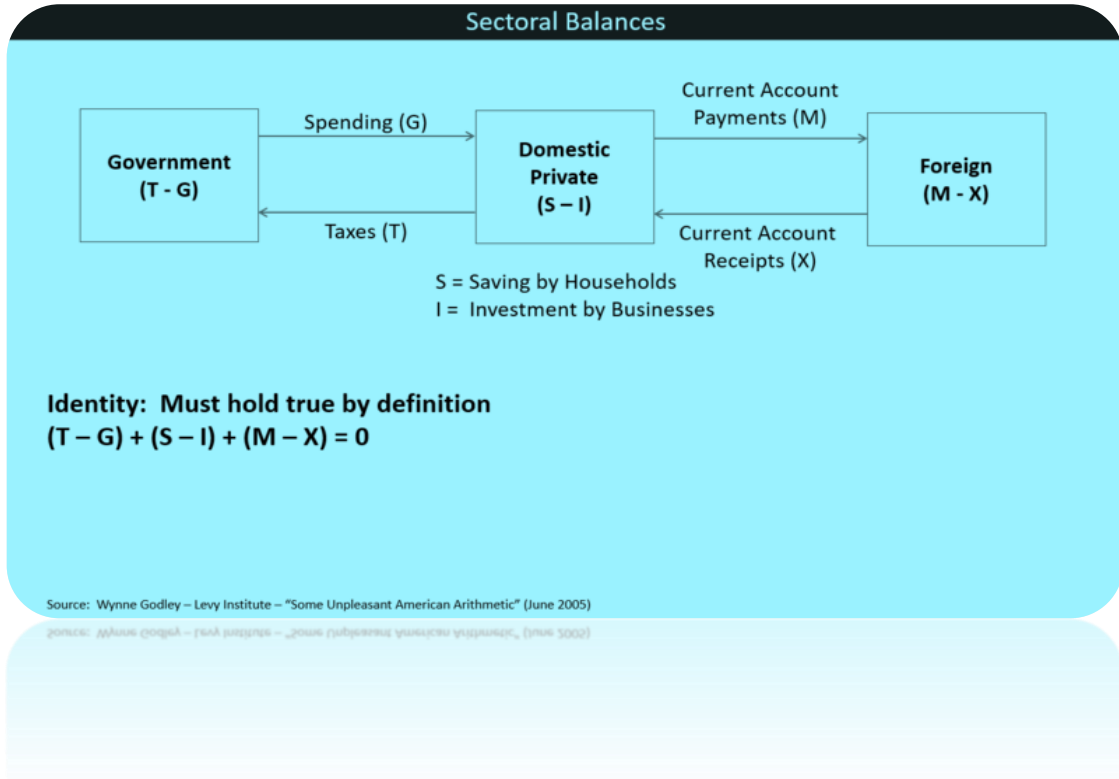 Sectoral Balances
Government
(T - G)
Spending (G)
Taxes (T)
Domestic
Private
(S – I)
Current Account
Payments (M)
Current Account
Receipts (X)
Foreign
(M - X)
S = Saving by Households
I =  Investment by Businesses
Identity:  Must hold true by definition
(T – G) + (S – I) + (M – X) = 0
Source:  Wynne Godley – Levy Institute – “Some Unpleasant American Arithmetic” (June 2005)